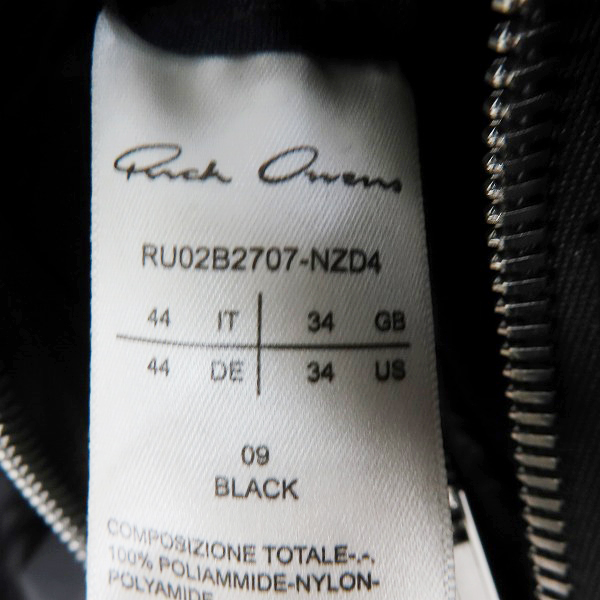 Rick Owens
RU02B2707-NZD4
44 IT 34 GB
44 DE 34 US
09
BLACK
COMPOSIZIONE TOTALE-.-.
100% POLIAMMIDE-NYLON-
POLYAMIDE